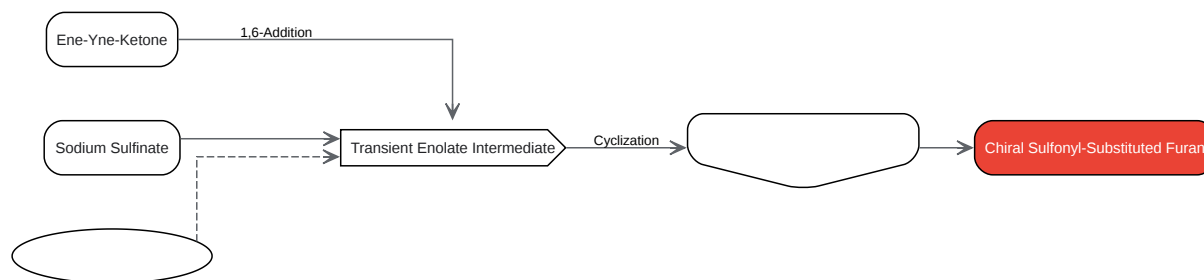 Ene-Yne-Ketone
1,6-Addition
Sodium Sulfinate
Transient Enolate Intermediate
Cyclization
Chiral Sulfonyl-Substituted Furan